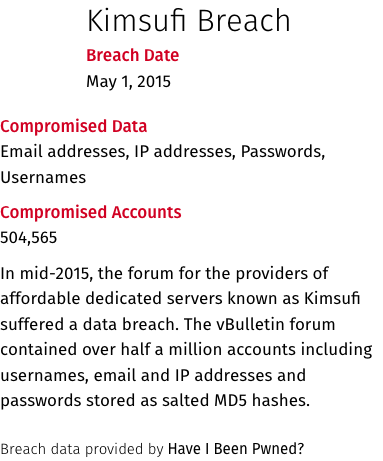 Kimsufi Breach
Breach Date
May 1, 2015
Compromised Data
Email addresses, IP addresses, Passwords,
Usernames
Compromised Accounts
504,565
In mid-2015, the forum for the providers of
affordable dedicated servers known as Kimsufi
suffered a data breach. The vBulletin forum
contained over half a million accounts including
usernames, email and IP addresses and
passwords stored as salted MD5 hashes.
Breach data provided by Have I Been Pwned?